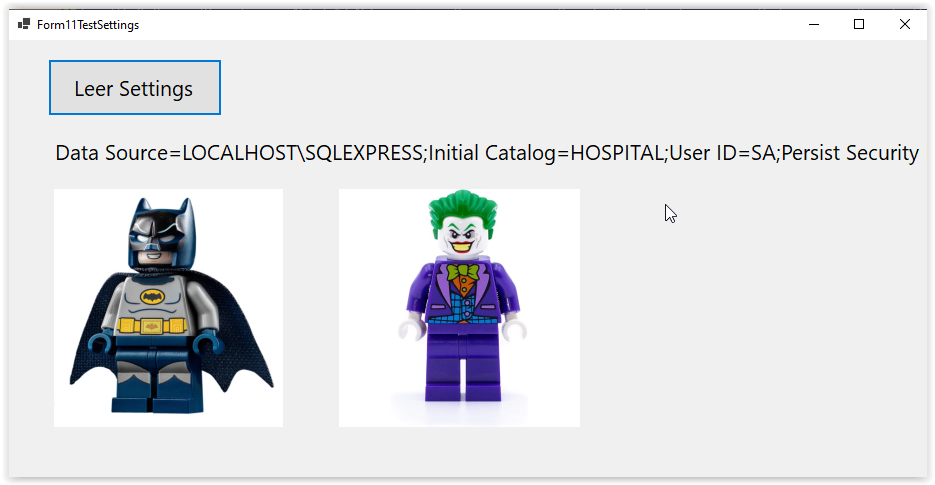 Form11TestSettings
Leer Settings
Data Source=LOCALHOST\SQLEXPRESS;Initial Catalog=HOSPITAL;User ID=SA;Persist Security